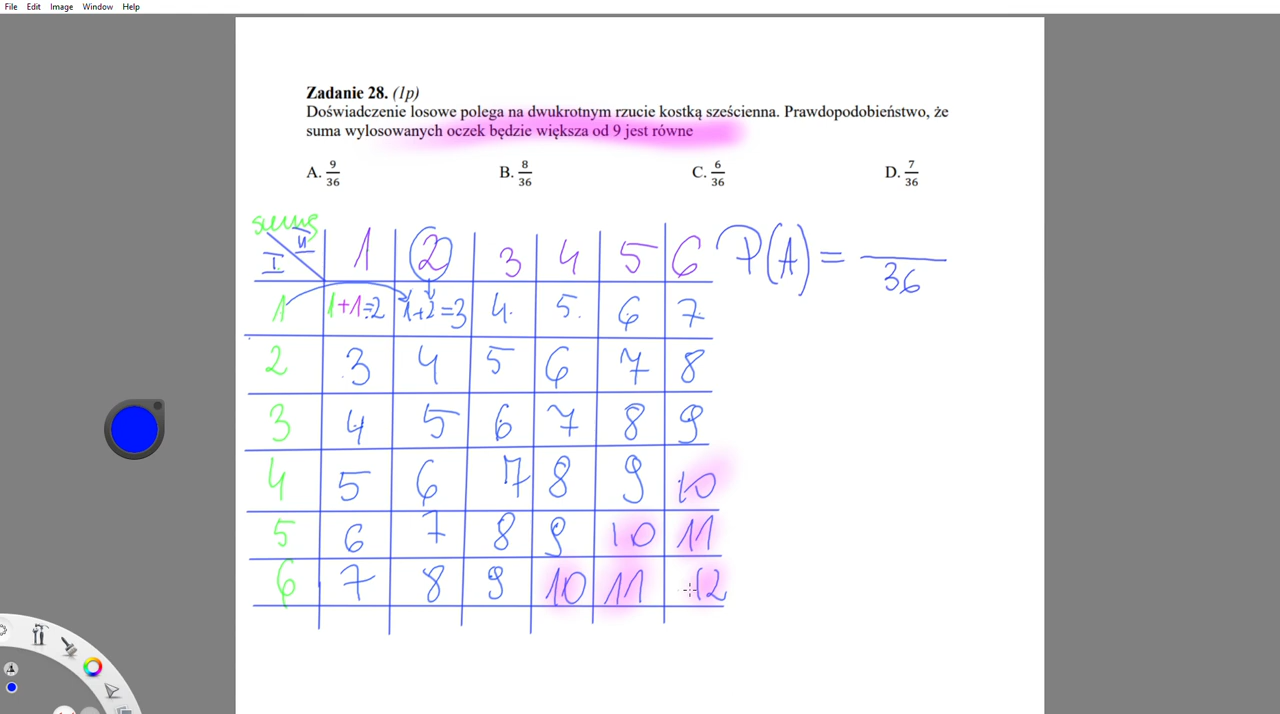 File Edit Image Window Help
Zadanie 28. (1p)
Doświadczenie losowe polega na dwukrotnym rzucie kostką sześcienna. Prawdopodobieństwo, że
suma wylosowanych oczek będzie większa od 9 jest równe
A. 9/36 B. 8/36 C. 6/36 D. 7/36
suma
I II 1 2 3 4 5 6 P(A) = /36
1 1+1=2 1+2=3 4. 5. 6 7
2 3 4 5 6 7 8
3 4 5 6 7 8 9
4 5 6 7 8 9 10
5 6 7 8 9 10 11
6 7 8 9 10 11 12